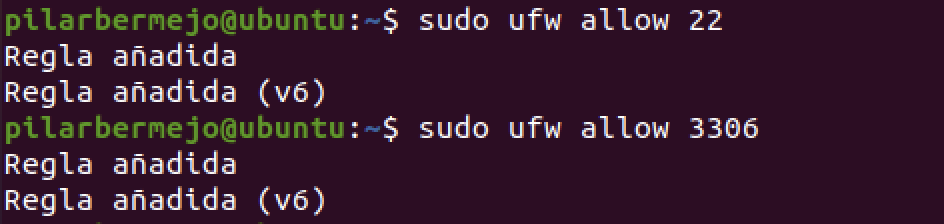 pilarbermejo@ubuntu:~$ sudo ufw allow 22
Regla añadida
Regla añadida (v6)
pilarbermejo@ubuntu:~$ sudo ufw allow 3306
Regla añadida
Regla añadida (v6)